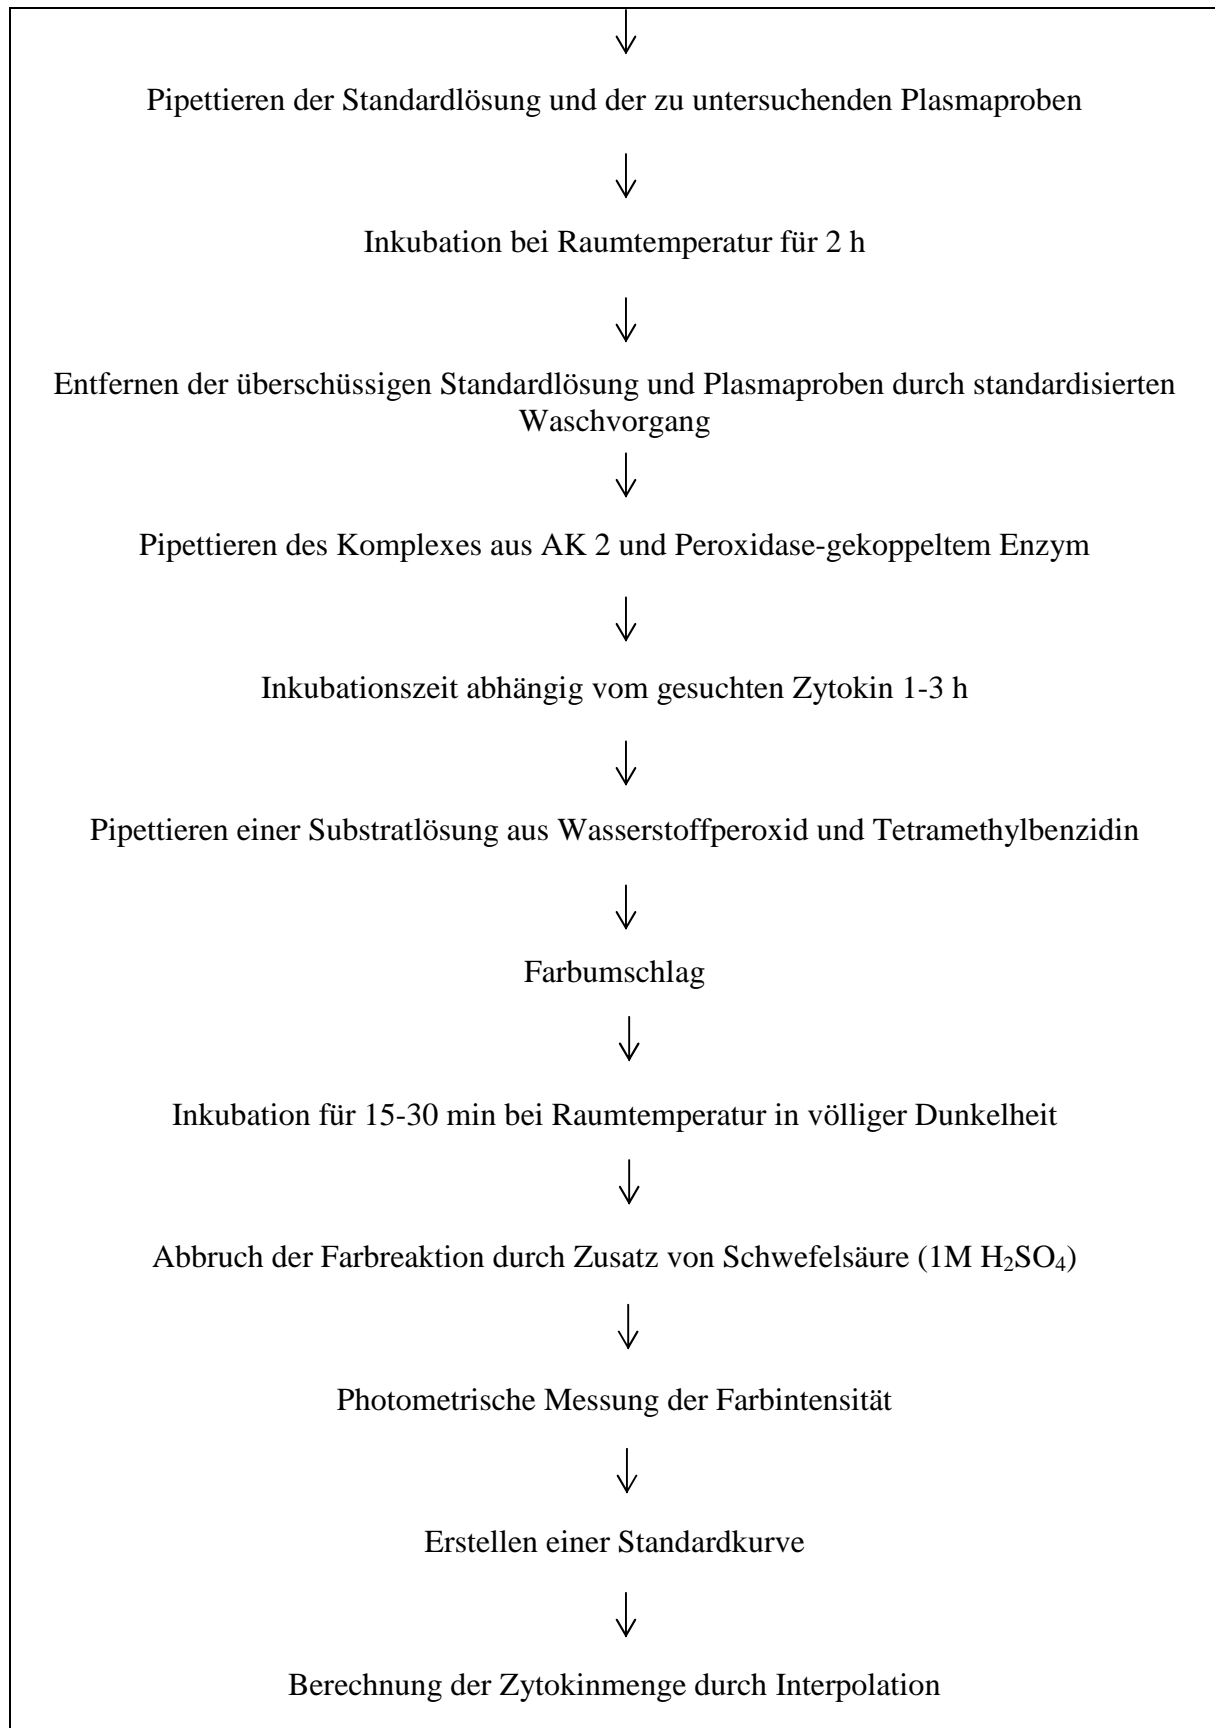 Pipettieren der Standardlösung und der zu untersuchenden Plasmaproben
Inkubation bei Raumtemperatur für 2 h
Entfernen der überschüssigen Standardlösung und Plasmaproben durch standardisierten
Waschvorgang
Pipettieren des Komplexes aus AK 2 und Peroxidase-gekoppeltem Enzym
Inkubationszeit abhängig vom gesuchten Zytokin 1-3 h
Pipettieren einer Substratlösung aus Wasserstoffperoxid und Tetramethylbenzidin
Farbumschlag
Inkubation für 15-30 min bei Raumtemperatur in völliger Dunkelheit
Abbruch der Farbreaktion durch Zusatz von Schwefelsäure (1M H₂SO₄)
Photometrische Messung der Farbintensität
Erstellen einer Standardkurve
Berechnung der Zytokinmenge durch Interpolation